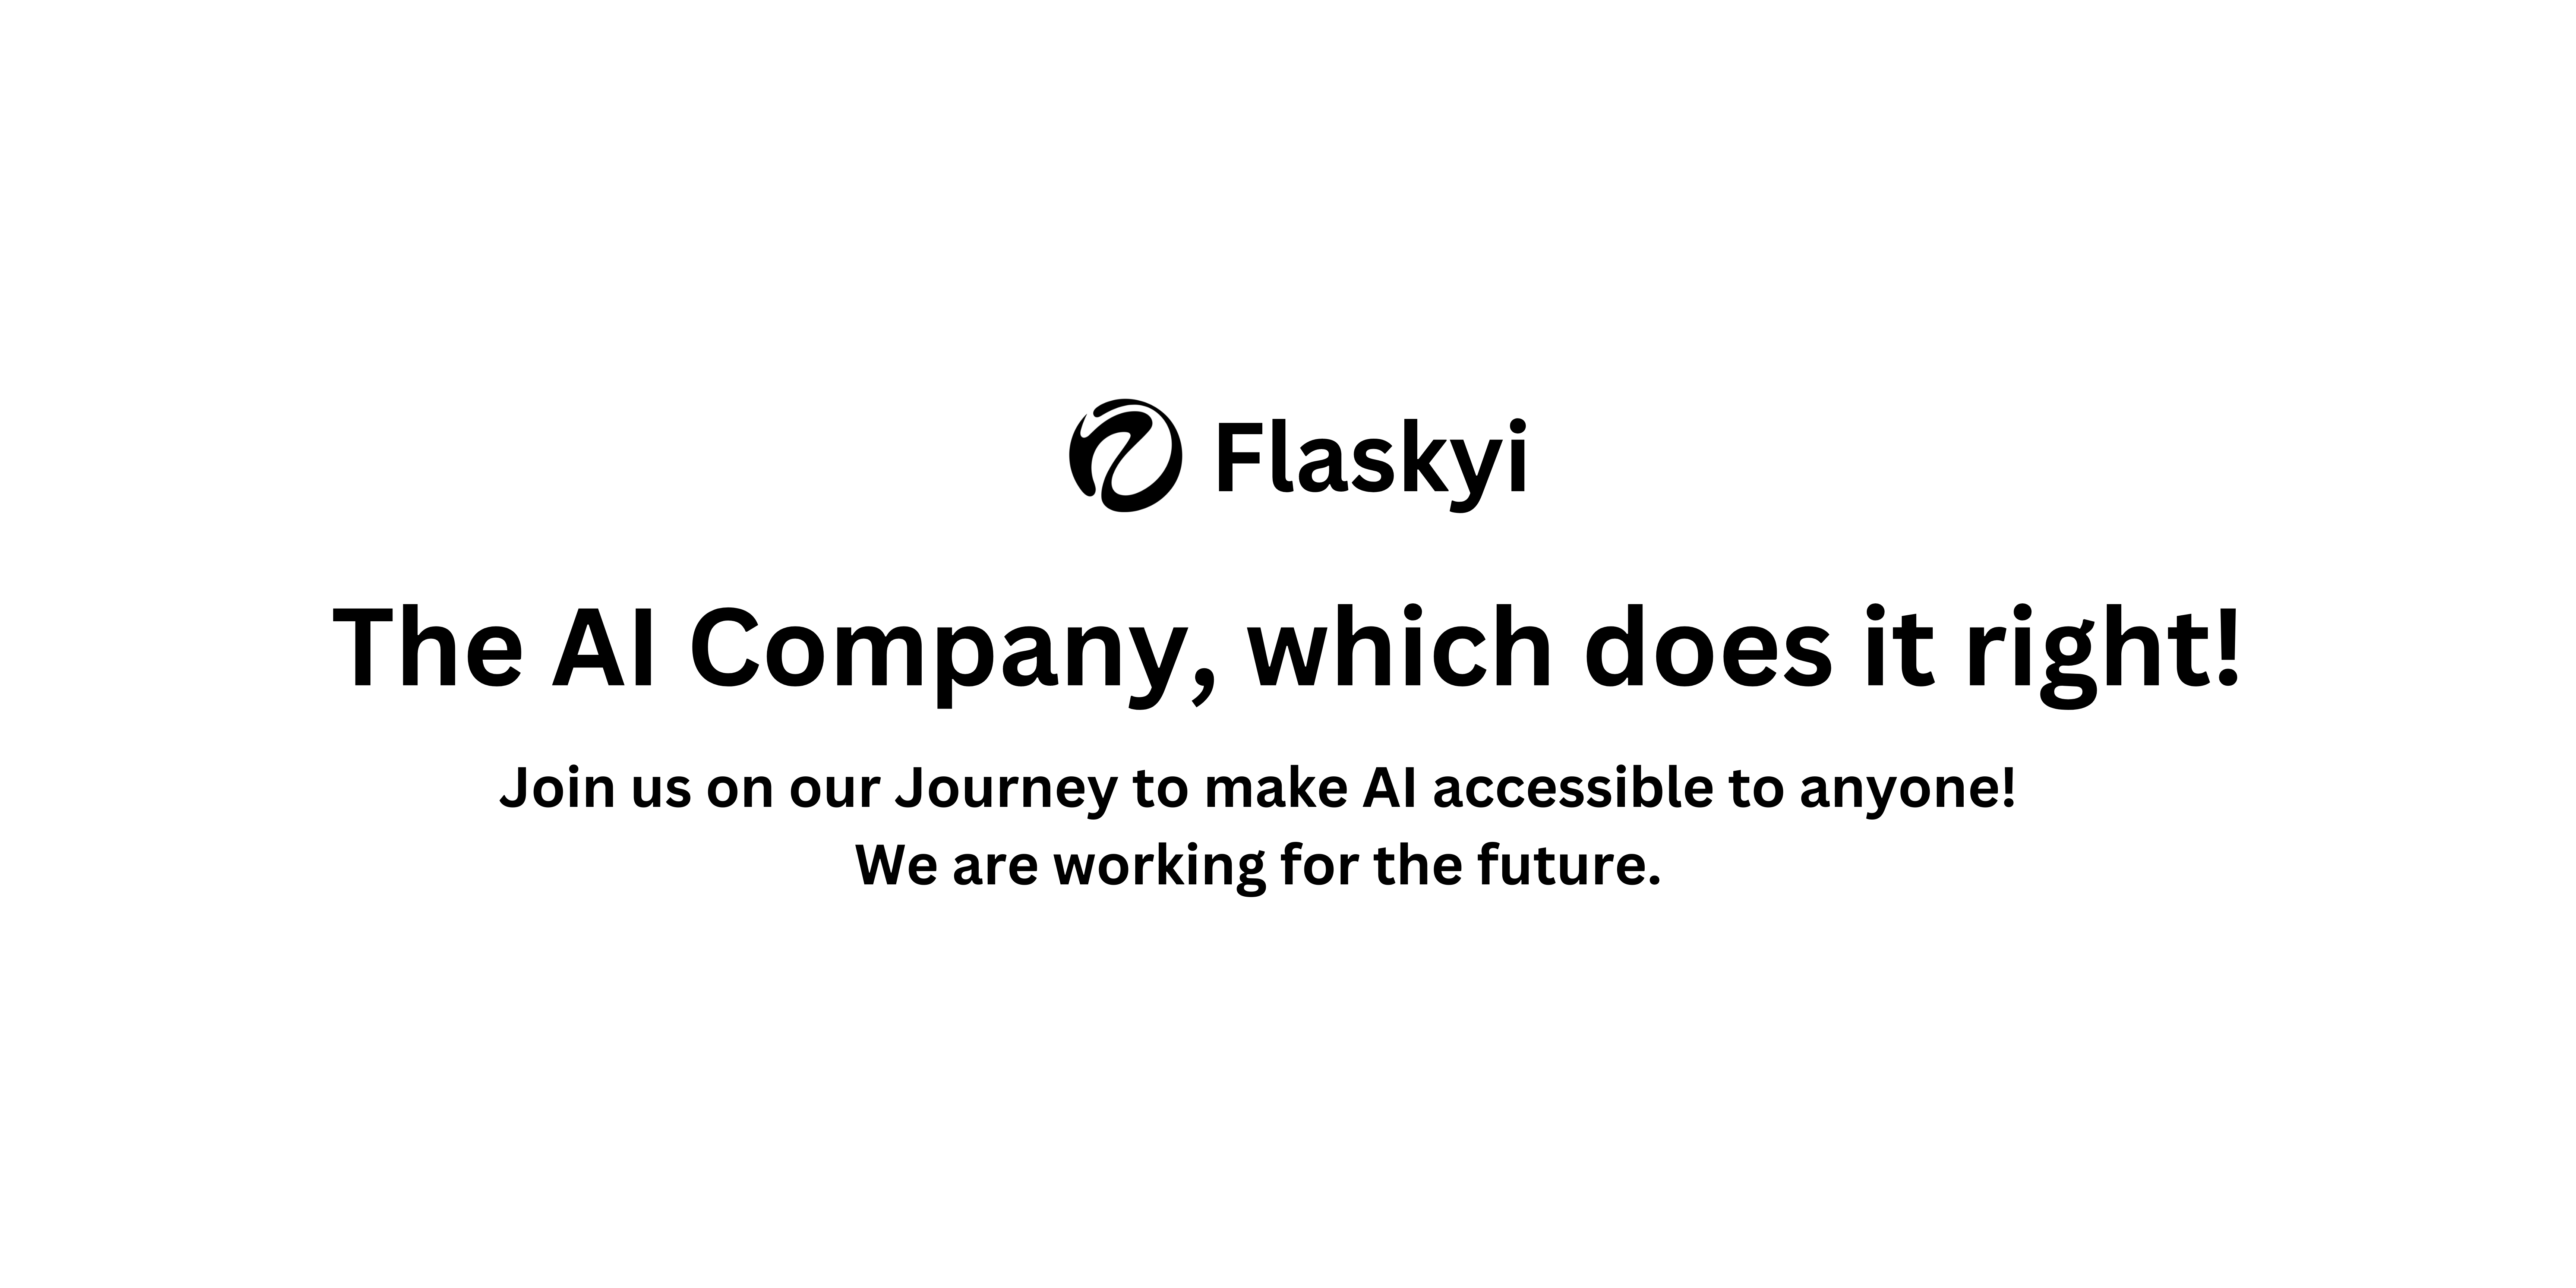 Flaskyi
The AI Company, which does it right!
Join us on our Journey to make AI accessible to anyone!
We are working for the future.